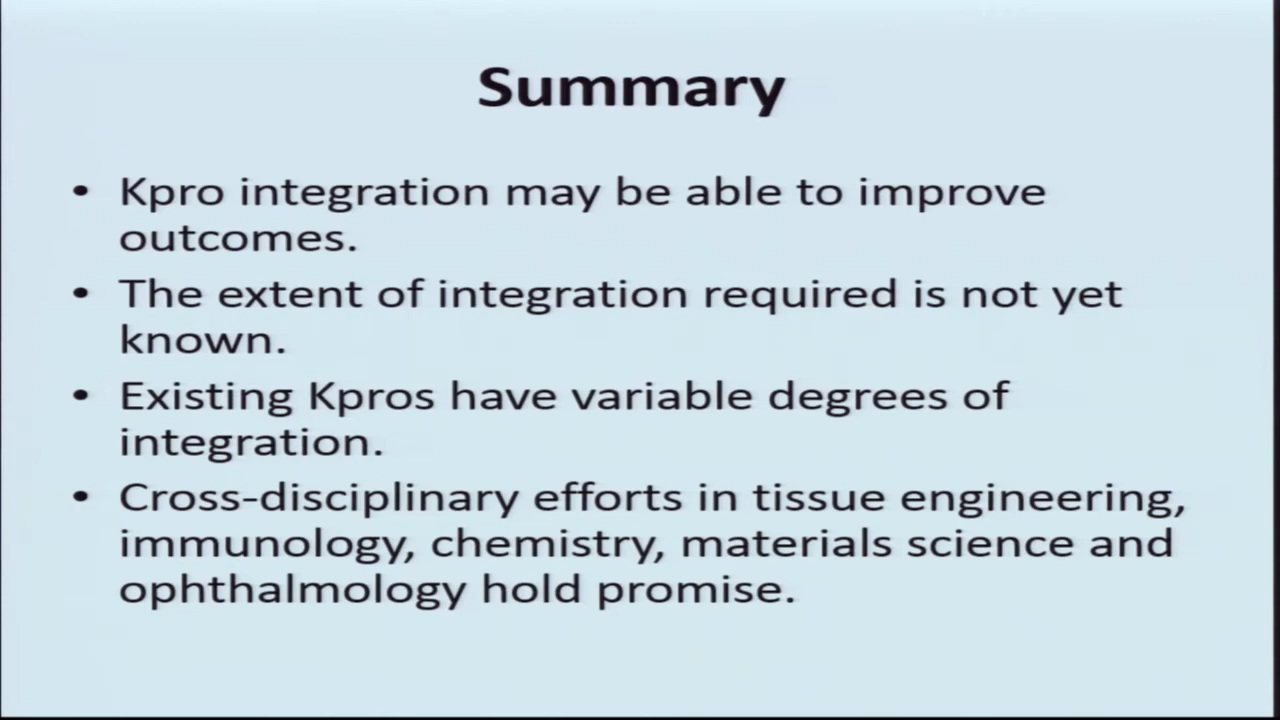 Summary
• Kpro integration may be able to improve
outcomes.
• The extent of integration required is not yet
known.
• Existing Kpros have variable degrees of
integration.
• Cross-disciplinary efforts in tissue engineering,
immunology, chemistry, materials science and
ophthalmology hold promise.